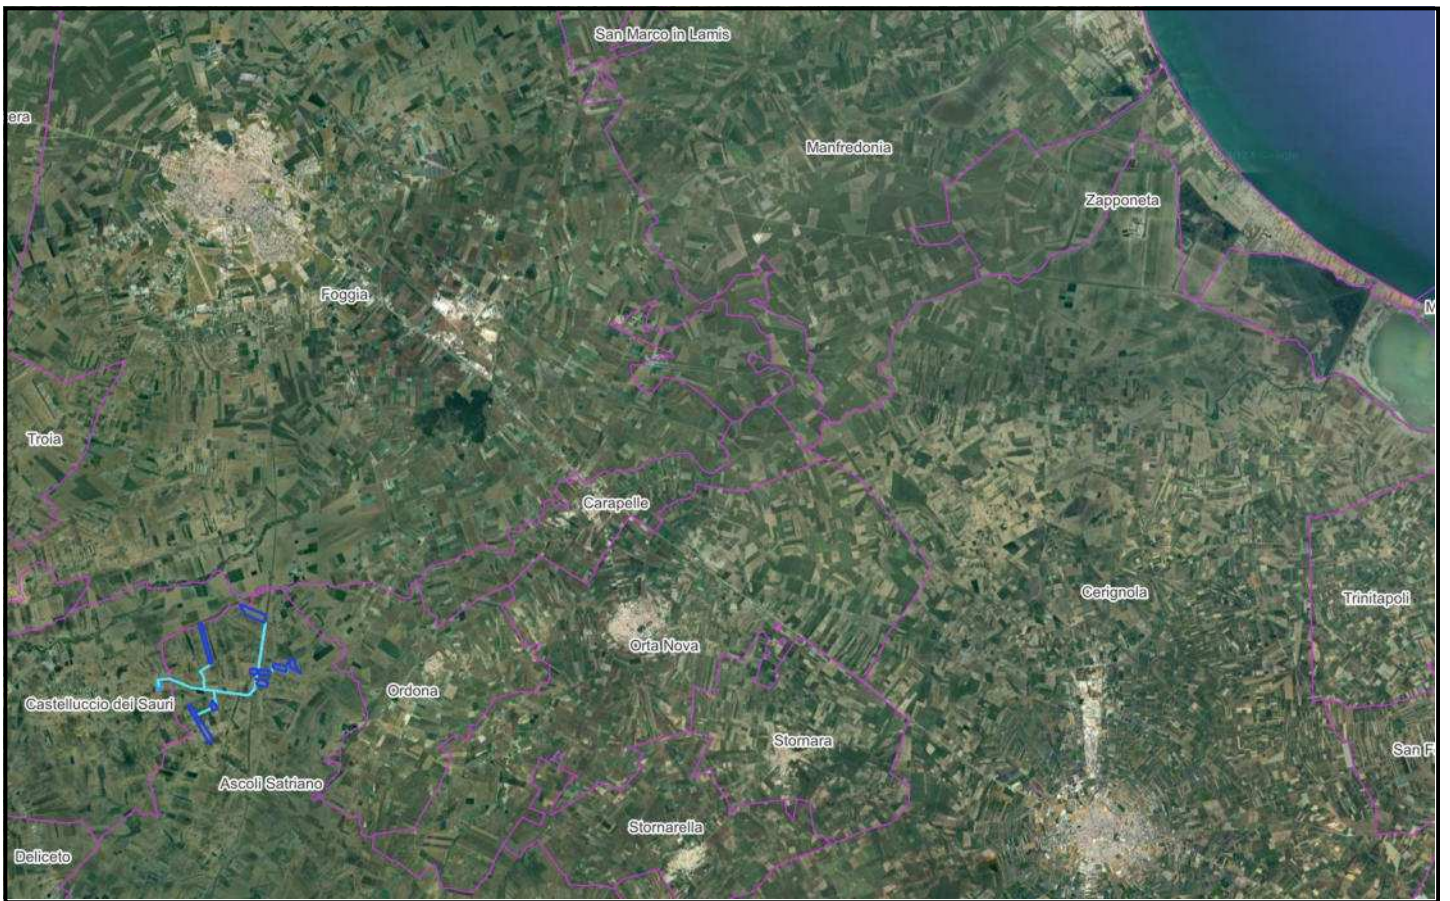 San Marco in Lamis
era
Manfredonia
Zapponeta
Foggia
M
Troia
Carapelle
Cerignola
Trinitapoli
Orta Nova
Ordona
Castelluccio dei Sauri
Stornara
San F
Ascoli Satriano
Stornarella
Deliceto